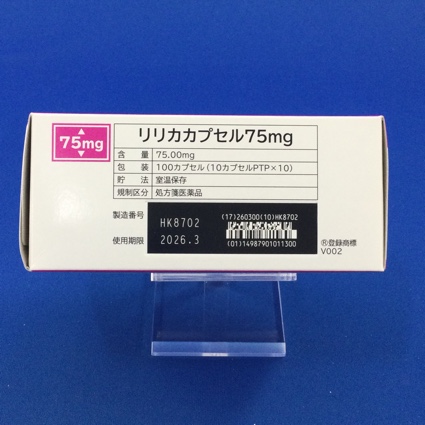 75mg
リリカカプセル75mg
含 量 75.00mg
包 装 100カプセル(10カプセルPTP×10)
貯 法 室温保存
規制区分 処方箋医薬品
製造番号 HK8702
使用期限 2026.3
(17)260300(10)HK8702
(01)14987901011300
®登録商標
V002